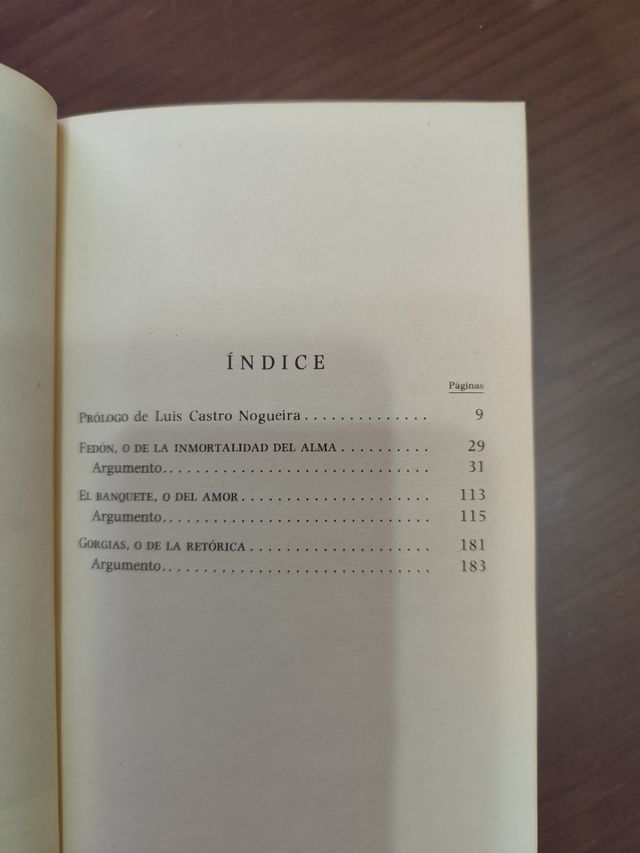 ÍNDICE
Páginas
PRÓLOGO de Luis Castro Nogueira .............. 9
FEDÓN, O DE LA INMORTALIDAD DEL ALMA .......... 29
Argumento.............................. 31
EL BANQUETE, O DEL AMOR ..................... 113
Argumento.............................. 115
GORGIAS, O DE LA RETÓRICA .................... 181
Argumento.............................. 183